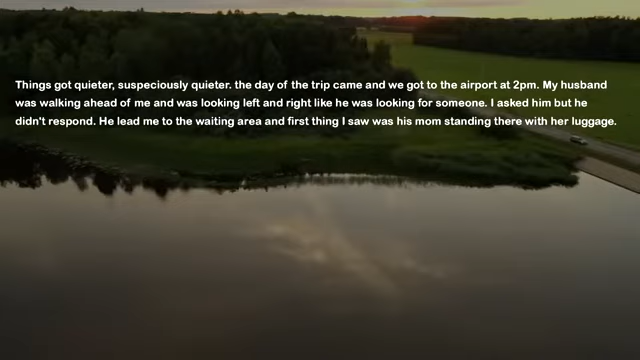 Things got quieter, suspeciously quieter. the day of the trip came and we got to the airport at 2pm. My husband
was walking ahead of me and was looking left and right like he was looking for someone. I asked him but he
didn't respond. He lead me to the waiting area and first thing I saw was his mom standing there with her luggage.